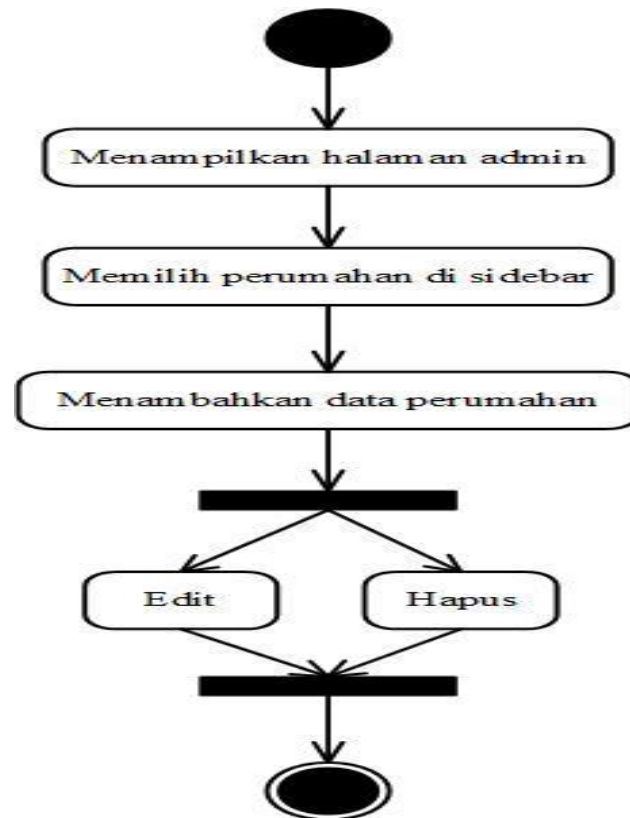 Menampilkan halaman admin
Memilih perumahan di sidebar
Menambahkan data perumahan
Edit
Hapus